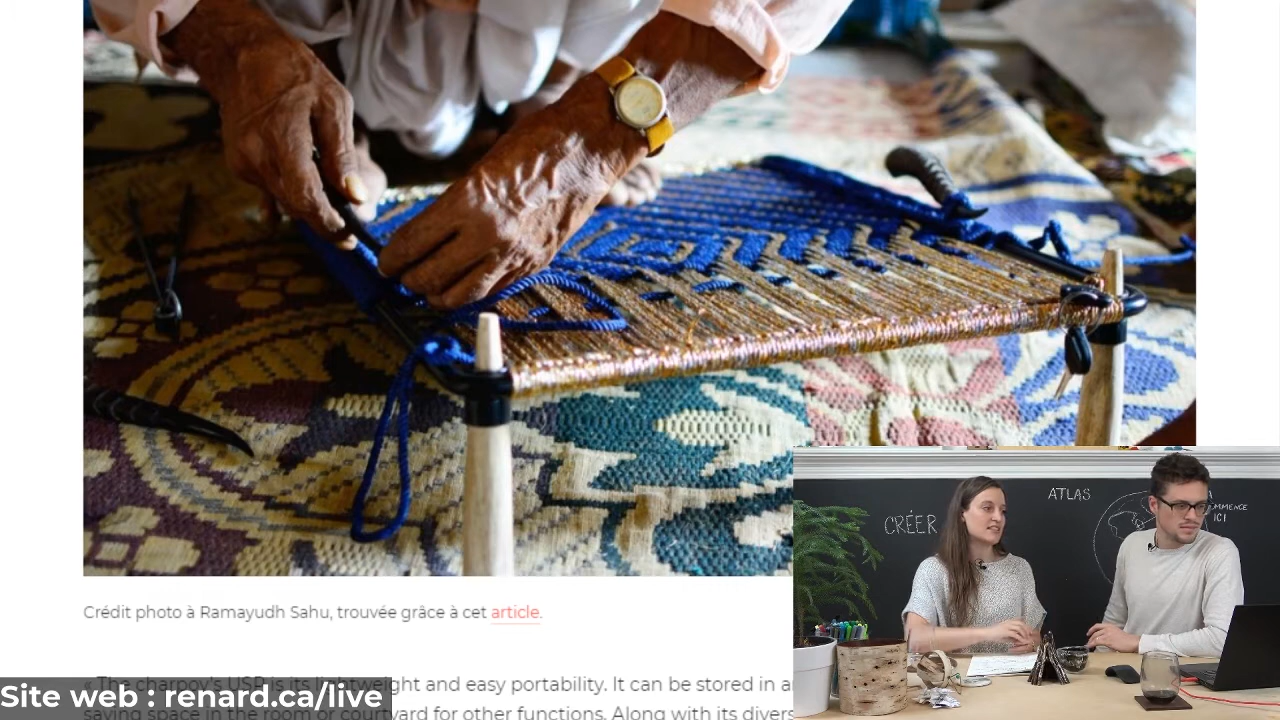 Crédit photo à Ramayudh Sahu, trouvée grâce à cet article.
« The charpoy's USP is its lightweight and easy portability. It can be stored in
saving space in the room or courtyard for other functions. Along with its
Site web : renard.ca/live
CRÉER
ATLAS
COMMENCE
ICI